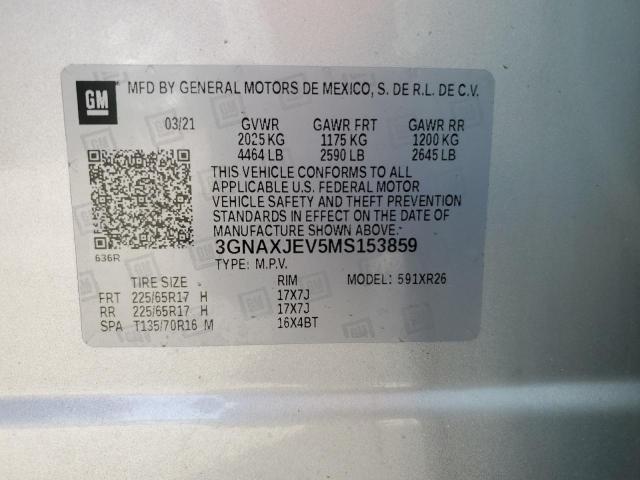 GM MFD BY GENERAL MOTORS DE MEXICO, S. DE R.L. DE C.V.
03/21 GVWR GAWR FRT GAWR RR
2025 KG 1175 KG 1200 KG
4464 LB 2590 LB 2645 LB
THIS VEHICLE CONFORMS TO ALL
APPLICABLE U.S. FEDERAL MOTOR
VEHICLE SAFETY AND THEFT PREVENTION
STANDARDS IN EFFECT ON THE DATE OF
MANUFACTURE SHOWN ABOVE.
636R 3GNAXJEV5MS153859
TYPE: M.P.V.
TIRE SIZE RIM MODEL: 591XR26
FRT 225/65R17 H 17X7J
RR 225/65R17 H 17X7J
SPA T135/70R16 M 16X4BT